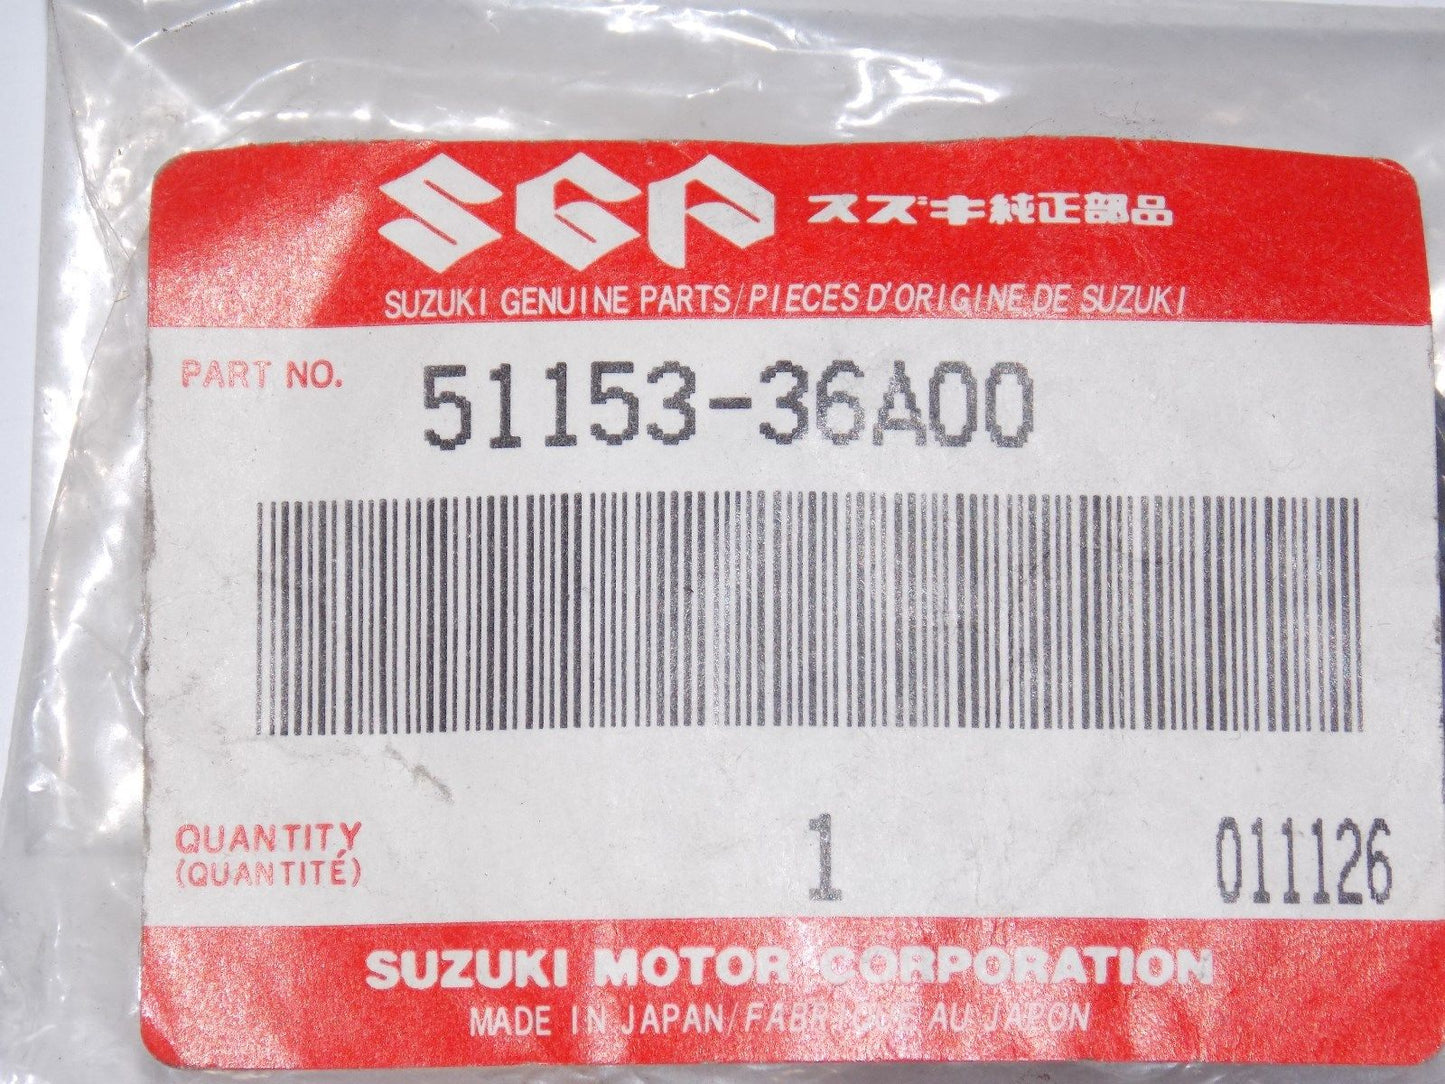 SGP スズキ純正部品
SUZUKI GENUINE PARTS/PIECES D'ORIGINE DE SUZUKI
PART NO. 51153-36A00
QUANTITY 1 011126
(QUANTITÉ)
SUZUKI MOTOR CORPORATION
MADE IN JAPAN/FABRIQUE AU JAPON